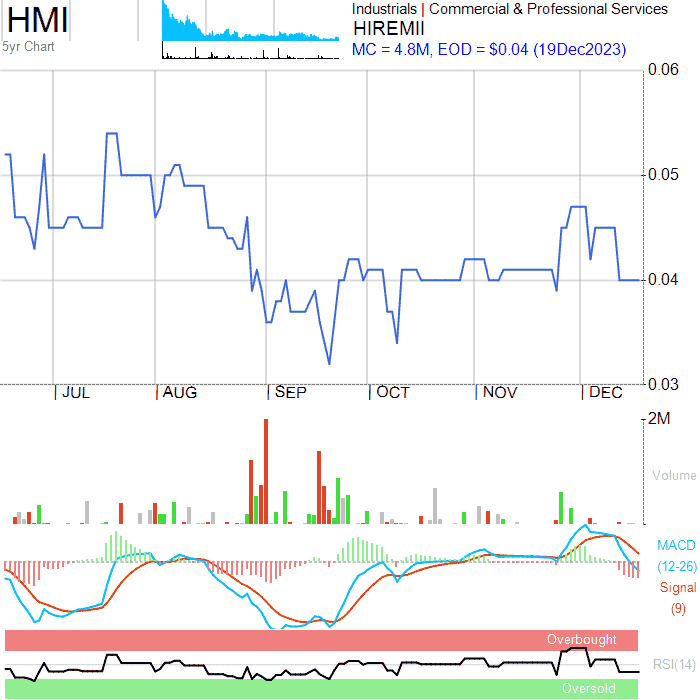 HMI
5yr Chart
Industrials | Commercial & Professional Services
HIREMII
MC = 4.8M, EOD = $0.04 (19Dec2023)
0.06
0.05
0.04
0.03
JUL
AUG
SEP
OCT
NOV
DEC
2M
Volume
MACD
(12-26)
Signal
(9)
Overbought
RSI(14)
Oversold